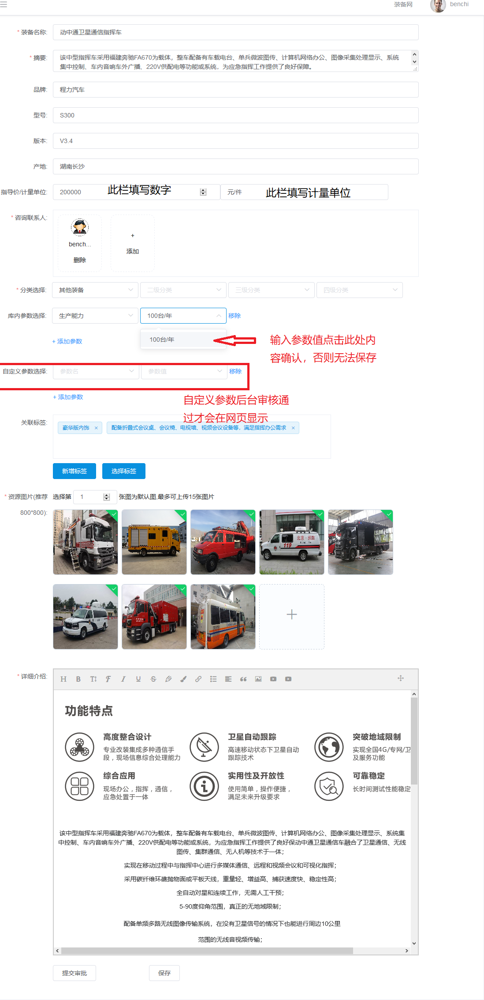 装备网
benchi
* 装备名称:
动中通卫星通信指挥车
* 摘要:
该中型指挥车采用福建奔驰FA670为载体，整车配备有车载电台、单兵微波图传、计算机网络办公、图像采集处理显示、系统
集中控制、车内音响车外广播、220V供配电等功能或系统，为应急指挥工作提供了良好保障。
品牌:
程力汽车
型号:
S300
版本:
V3.4
产地:
湖南长沙
指导价/计量单位:
200000
此栏填写数字
元/件
此栏填写计量单位
* 咨询联系人:
bench...
删除
+
添加
* 分类选择:
其他装备
二级分类
三级分类
四级分类
库内参数选择:
生产能力
100台/年
移除
100台/年
+ 添加参数
输入参数值点击此处内
容确认，否则无法保存
自定义参数选择:
参数名
参数值
移除
+ 添加参数
自定义参数后台审核通
过才会在网页显示
关联标签:
豪华版内饰 ×
配备折叠式会议桌、会议椅、电视墙、视频会议设备等，满足指挥办公需求 ×
新增标签
选择标签
* 资源图片(推荐
800*800):
选择第
1
张图为默认图,最多可上传15张图片
北京·消防
119
* 详细介绍:
功能特点
高度整合设计
专业改装集成多种通信手
段，现场信息综合处理能力
卫星自动跟踪
高速移动状态下卫星自动
跟踪技术
突破地域限制
实现全国4G/专网/卫
及服务功能
综合应用
现场办公，指挥，通信，
应急处置于一体
实用性及开放性
使用简单，操作便捷，
满足未来升级要求
可靠稳定
长时间测试性能稳定
该中型指挥车采用福建奔驰FA670为载体，整车配备有车载电台、单兵微波图传、计算机网络办公、图像采集处理显示、系统集
中控制、车内音响车外广播、220V供配电等功能或系统，为应急指挥工作提供了良好保动中通卫星通信车融合了卫星通信、无线
图传、集群通信、无人机等技术于一体；
实现在移动过程中与指挥中心进行多媒体通信、远程和视频会议和可视化指挥；
采用碳纤维环礁抛物面或平板天线，重量轻、增益高、捕获速度快、稳定性高；
全自动对星和连续工作，无需人工干预；
5-90度仰角范围，真正的无地域限制；
配备单频多路无线图像传输系统，在没有卫星信号的情况下也能进行周边10公里
范围的无线音视频传输；
提交审批
保存